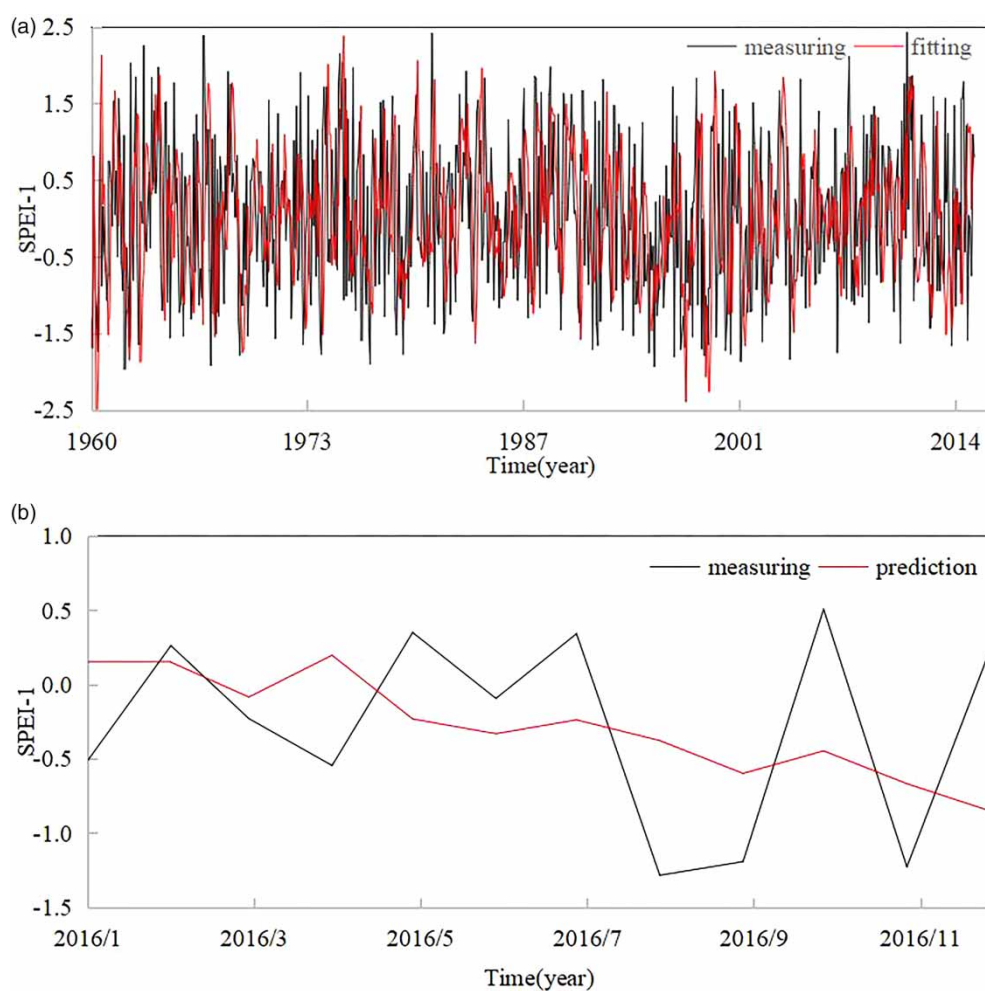 (a)
2.5
measuring fitting
1.5
0.5
SPEI-1
-0.5
-1.5
-2.5
1960 1973 1987 2001 2014
Time(year)
(b)
1.0
measuring prediction
0.5
0.0
SPEI-1
-0.5
-1.0
-1.5
2016/1 2016/3 2016/5 2016/7 2016/9 2016/11
Time(year)